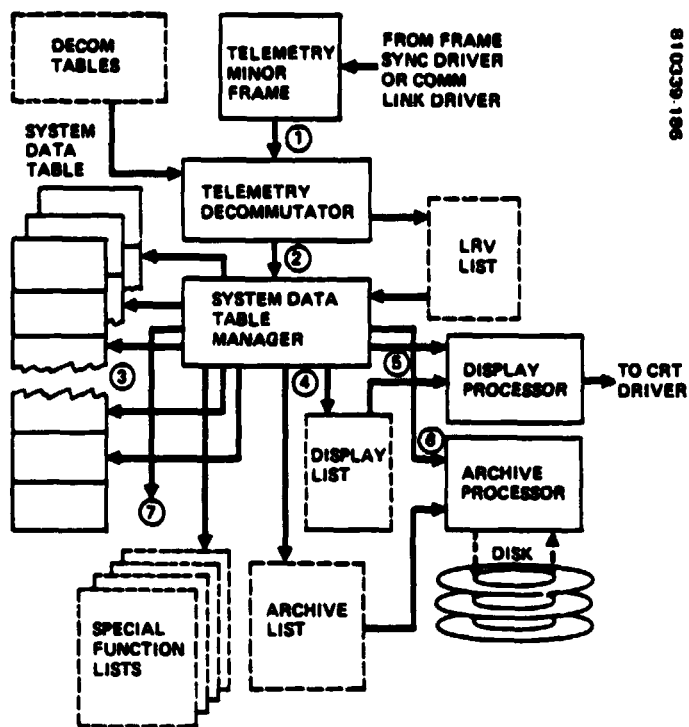 DECOM
TABLES
TELEMETRY
MINOR
FRAME
FROM FRAME
SYNC DRIVER
OR COMM
LINK DRIVER
810339-186
SYSTEM
DATA
TABLE
1
TELEMETRY
DECOMMUTATOR
LRV
LIST
2
SYSTEM DATA
TABLE
MANAGER
3
4
5
DISPLAY
PROCESSOR
TO CRT
DRIVER
DISPLAY
LIST
6
ARCHIVE
PROCESSOR
7
DISK
SPECIAL
FUNCTION
LISTS
ARCHIVE
LIST